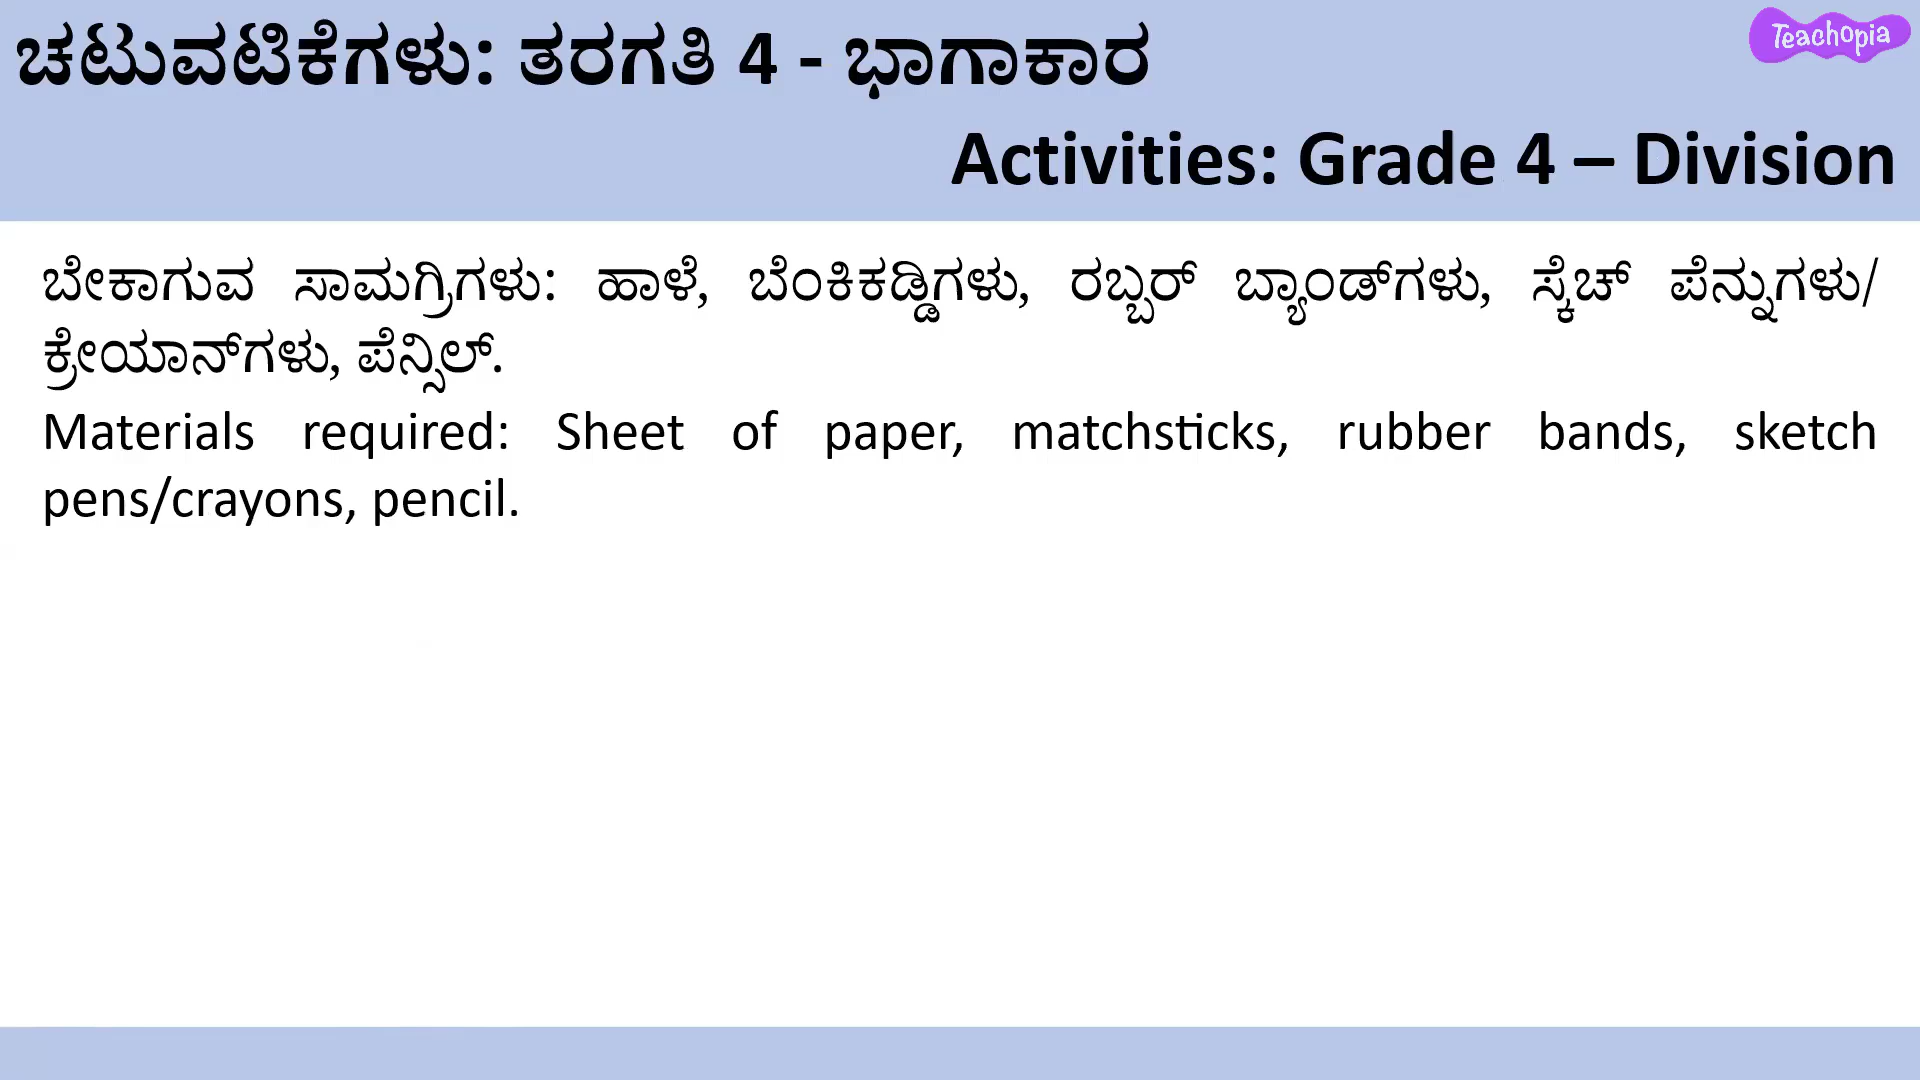 ಚಟುವಟಿಕೆಗಳು: ತರಗತಿ 4 - ಭಾಗಾಕಾರ
Teachopia
Activities: Grade 4 – Division
ಬೇಕಾಗುವ ಸಾಮಗ್ರಿಗಳು: ಹಾಳೆ, ಬೆಂಕಿಕಡ್ಡಿಗಳು, ರಬ್ಬರ್ ಬ್ಯಾಂಡ್‌ಗಳು, ಸ್ಕೆಚ್ ಪೆನ್ನುಗಳು/
ಕ್ರೇಯಾನ್‌ಗಳು, ಪೆನ್ಸಿಲ್.
Materials required: Sheet of paper, matchsticks, rubber bands, sketch
pens/crayons, pencil.